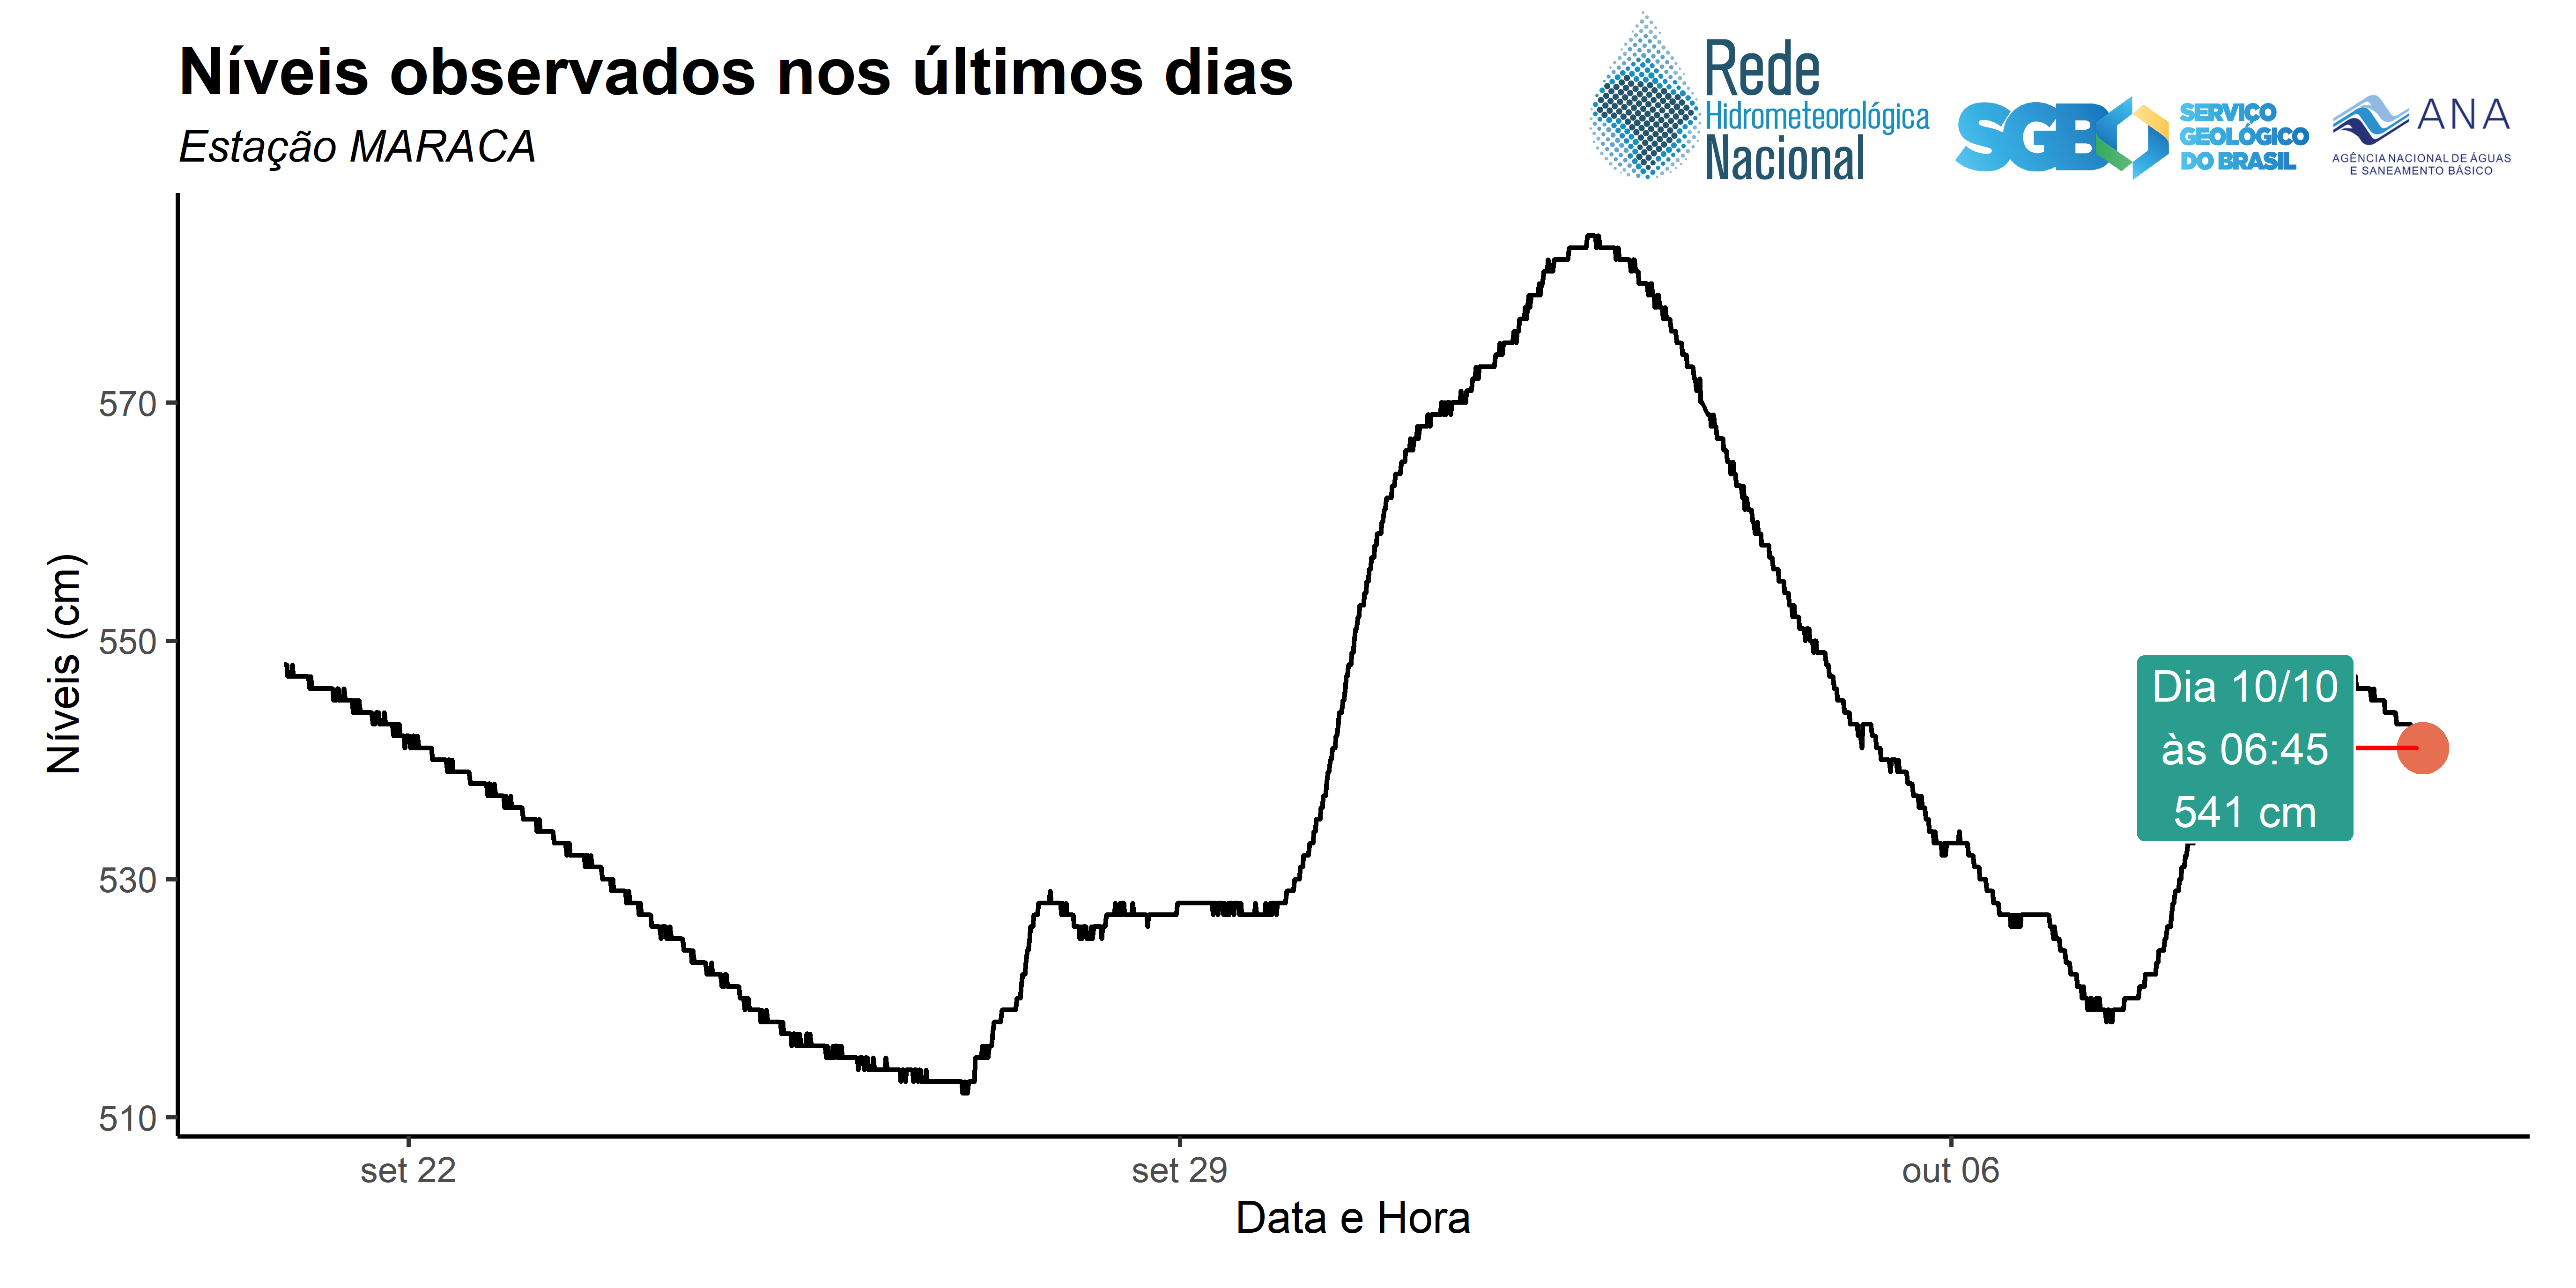 Níveis observados nos últimos dias
Estação MARACA
Rede
Hidrometeorológica
Nacional
SGB
SERVIÇO
GEOLÓGICO
DO BRASIL
ANA
AGÊNCIA NACIONAL DE ÁGUAS
E SANEAMENTO BÁSICO
Níveis (cm)
570
550
530
510
Dia 10/10
às 06:45
541 cm
set 22
set 29
out 06
Data e Hora